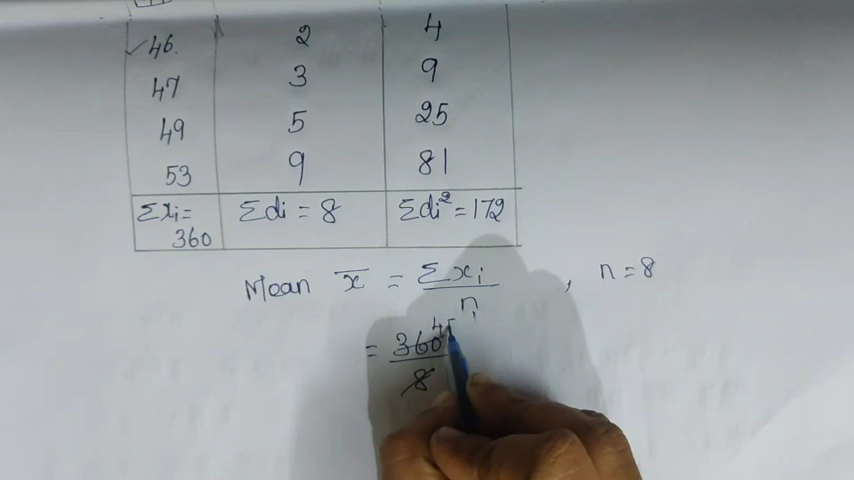 ✓46. 2 4
47 3 9
49 5 25
53 9 81
Σxi= Σdi = 8 Σdi²=172
360
Mean x̅ = Σxi , n=8
n
= 360 45
8